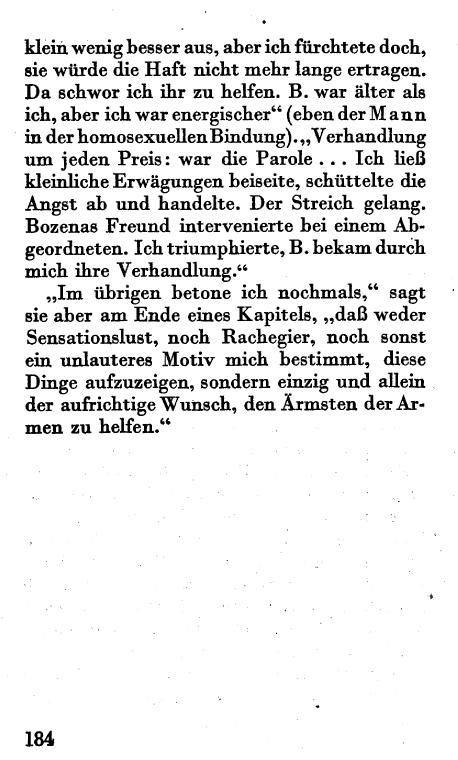 klein wenig besser aus, aber ich fürchtete doch,
sie würde die Haft nicht mehr lange ertragen.
Da schwor ich ihr zu helfen. B. war älter als
ich, aber ich war energischer“ (eben der Mann
in der homosexuellen Bindung). „Verhandlung
um jeden Preis: war die Parole ... Ich ließ
kleinliche Erwägungen beiseite, schüttelte die
Angst ab und handelte. Der Streich gelang.
Bozenas Freund intervenierte bei einem Ab-
geordneten. Ich triumphierte, B. bekam durch
mich ihre Verhandlung.“
„Im übrigen betone ich nochmals,“ sagt
sie aber am Ende eines Kapitels, „daß weder
Sensationslust, noch Rachegier, noch sonst
ein unlauteres Motiv mich bestimmt, diese
Dinge aufzuzeigen, sondern einzig und allein
der aufrichtige Wunsch, den Ärmsten der Ar-
men zu helfen.“
184